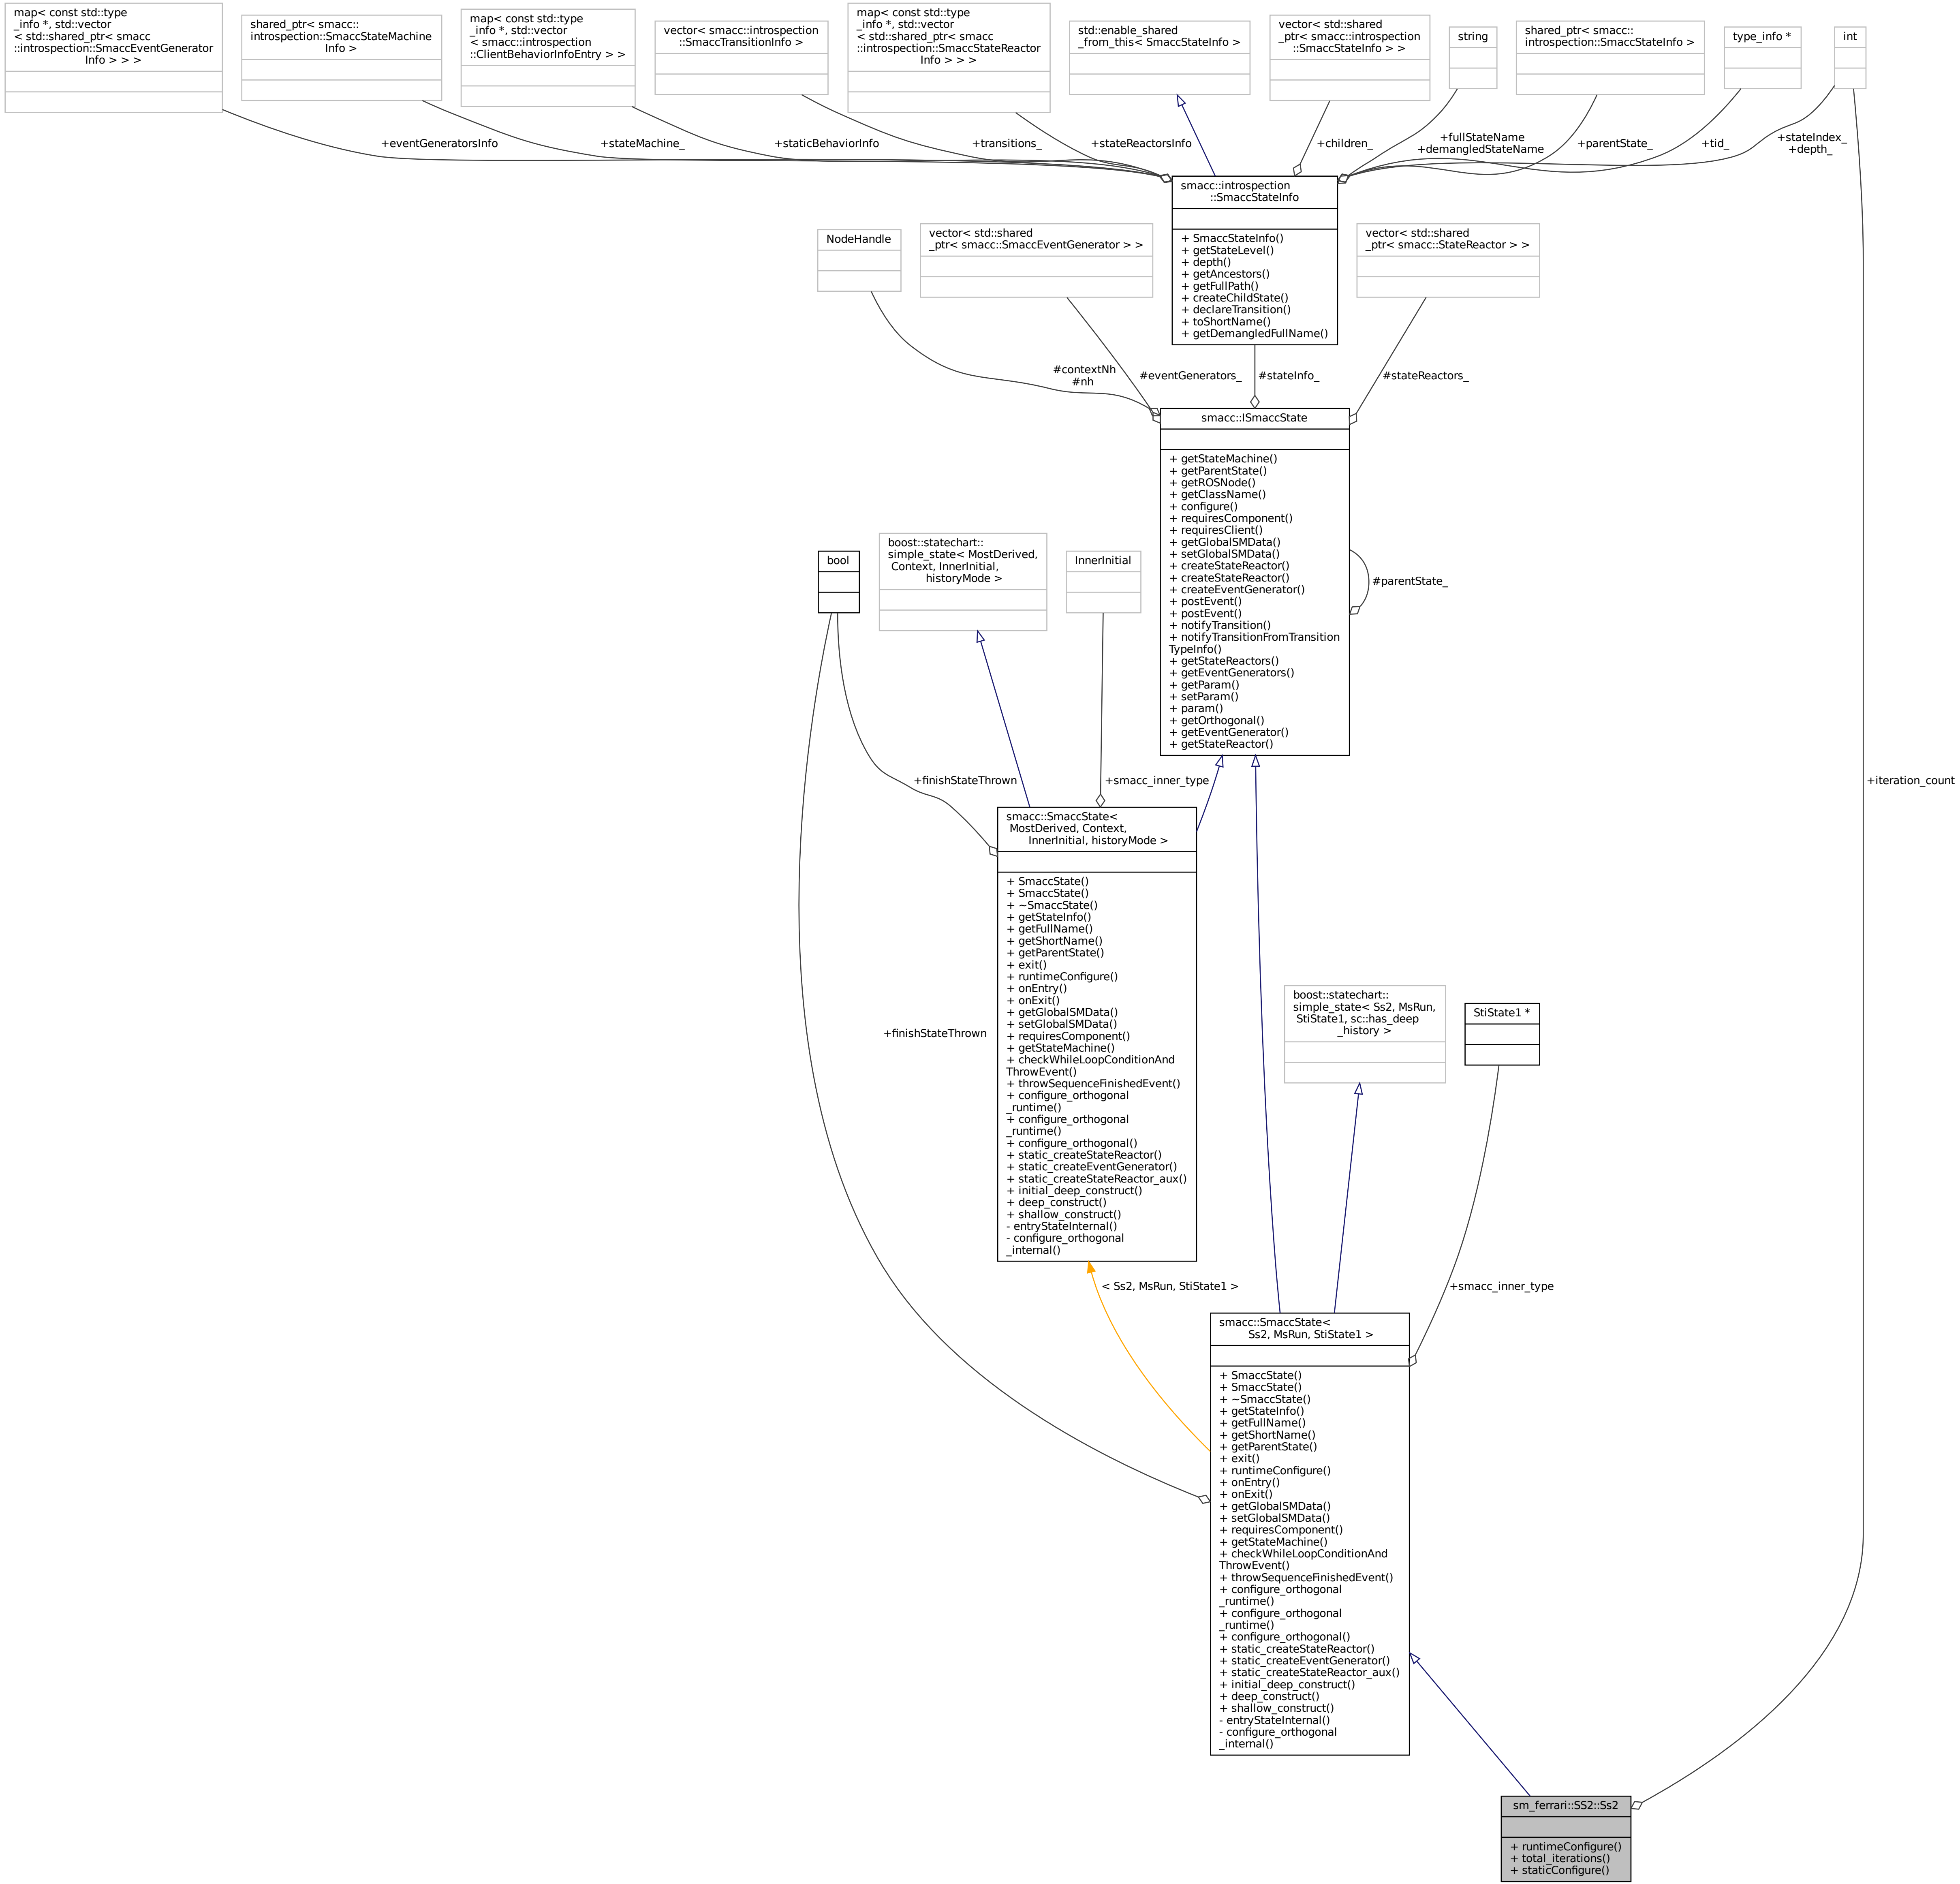 map< const std::type
_info *, std::vector
< std::shared_ptr< smacc
::introspection::SmaccEventGenerator
Info > > >
shared_ptr< smacc::
introspection::SmaccStateMachine
Info >
map< const std::type
_info *, std::vector
< smacc::introspection
::ClientBehaviorInfoEntry > >
vector< smacc::introspection
::SmaccTransitionInfo >
map< const std::type
_info *, std::vector
< std::shared_ptr< smacc
::introspection::SmaccStateReactor
Info > > >
std::enable_shared
_from_this< SmaccStateInfo >
vector< std::shared
_ptr< smacc::introspection
::SmaccStateInfo > >
string
shared_ptr< smacc::
introspection::SmaccStateInfo >
type_info *
int
+eventGeneratorsInfo
+stateMachine_
+staticBehaviorInfo
+transitions_
+stateReactorsInfo
+children_
+fullStateName
+demangledStateName
+parentState_
+tid_
+stateIndex_
+depth_
smacc::introspection
::SmaccStateInfo
+ SmaccStateInfo()
+ getStateLevel()
+ depth()
+ getAncestors()
+ getFullPath()
+ createChildState()
+ declareTransition()
+ toShortName()
+ getDemangledFullName()
NodeHandle
vector< std::shared
_ptr< smacc::SmaccEventGenerator > >
vector< std::shared
_ptr< smacc::StateReactor > >
#contextNh
#nh
#eventGenerators_
#stateInfo_
#stateReactors_
smacc::ISmaccState
+ getStateMachine()
+ getParentState()
+ getROSNode()
+ getClassName()
+ configure()
+ requiresComponent()
+ requiresClient()
+ getGlobalSMData()
+ setGlobalSMData()
+ createStateReactor()
+ createStateReactor()
+ createEventGenerator()
+ postEvent()
+ postEvent()
+ notifyTransition()
+ notifyTransitionFromTransition
TypeInfo()
+ getStateReactors()
+ getEventGenerators()
+ getParam()
+ setParam()
+ param()
+ getOrthogonal()
+ getEventGenerator()
+ getStateReactor()
#parentState_
bool
boost::statechart::
simple_state< MostDerived,
Context, InnerInitial,
historyMode >
InnerInitial
+finishStateThrown
+smacc_inner_type
+iteration_count
smacc::SmaccState<
MostDerived, Context,
InnerInitial, historyMode >
+ SmaccState()
+ SmaccState()
+ ~SmaccState()
+ getStateInfo()
+ getFullName()
+ getShortName()
+ getParentState()
+ exit()
+ runtimeConfigure()
+ onEntry()
+ onExit()
+ getGlobalSMData()
+ setGlobalSMData()
+ requiresComponent()
+ getStateMachine()
+ checkWhileLoopConditionAnd
ThrowEvent()
+ throwSequenceFinishedEvent()
+ configure_orthogonal
_runtime()
+ configure_orthogonal
_runtime()
+ configure_orthogonal()
+ static_createStateReactor()
+ static_createEventGenerator()
+ static_createStateReactor_aux()
+ initial_deep_construct()
+ deep_construct()
+ shallow_construct()
- entryStateInternal()
- configure_orthogonal
_internal()
+finishStateThrown
boost::statechart::
simple_state< Ss2, MsRun,
StiState1, sc::has_deep
_history >
StiState1 *
< Ss2, MsRun, StiState1 >
+smacc_inner_type
smacc::SmaccState<
Ss2, MsRun, StiState1 >
+ SmaccState()
+ SmaccState()
+ ~SmaccState()
+ getStateInfo()
+ getFullName()
+ getShortName()
+ getParentState()
+ exit()
+ runtimeConfigure()
+ onEntry()
+ onExit()
+ getGlobalSMData()
+ setGlobalSMData()
+ requiresComponent()
+ getStateMachine()
+ checkWhileLoopConditionAnd
ThrowEvent()
+ throwSequenceFinishedEvent()
+ configure_orthogonal
_runtime()
+ configure_orthogonal
_runtime()
+ configure_orthogonal()
+ static_createStateReactor()
+ static_createEventGenerator()
+ static_createStateReactor_aux()
+ initial_deep_construct()
+ deep_construct()
+ shallow_construct()
- entryStateInternal()
- configure_orthogonal
_internal()
sm_ferrari::SS2::Ss2
+ runtimeConfigure()
+ total_iterations()
+ staticConfigure()